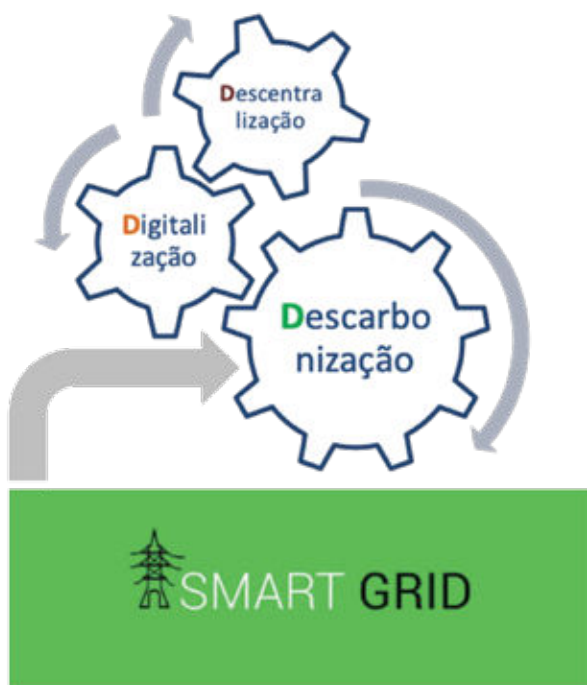 Descentra
lização
Digitali
zação
Descarbo
nização
SMART GRID